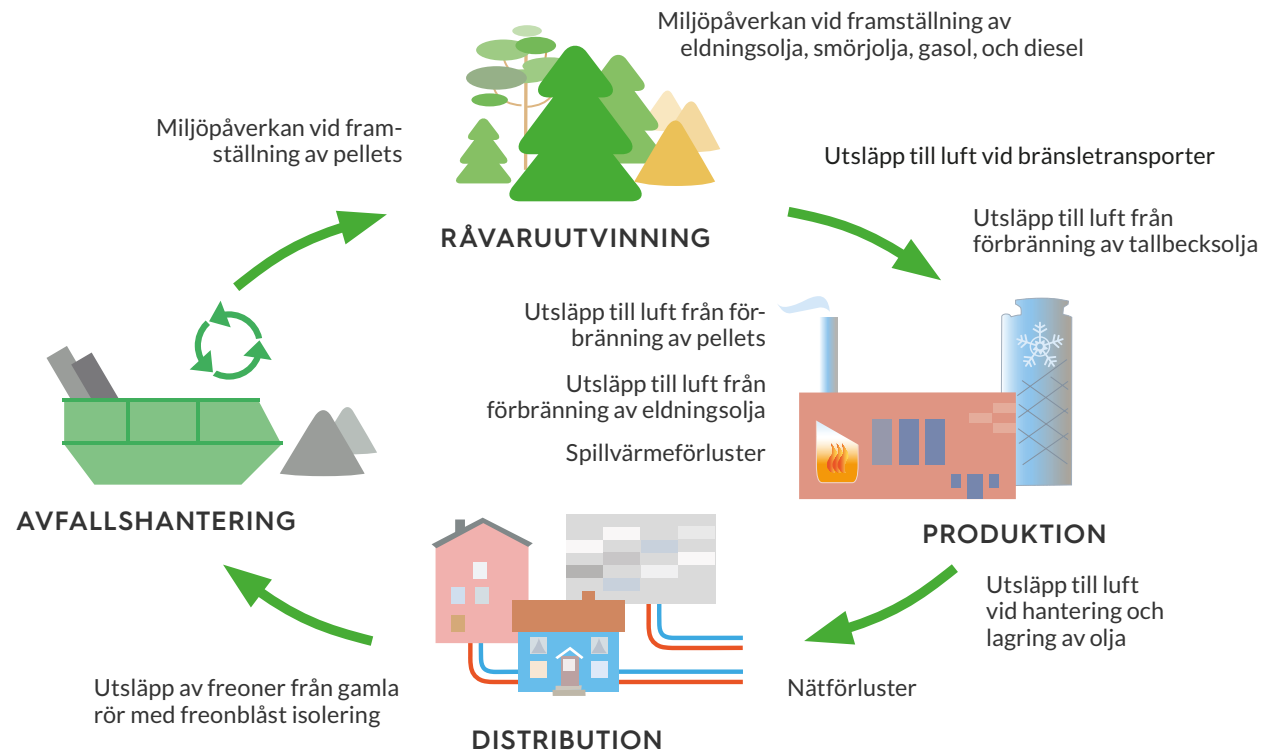 Miljöpåverkan vid framställning av
eldningsolja, smörjolja, gasol, och diesel
Miljöpåverkan vid fram-
ställning av pellets
Utsläpp till luft vid bränsletransporter
RÅVARUUTVINNING
Utsläpp till luft från
förbränning av tallbecksolja
Utsläpp till luft från för-
bränning av pellets
Utsläpp till luft från
förbränning av eldningsolja
Spillvärmeförluster
AVFALLSHANTERING
PRODUKTION
Utsläpp till luft
vid hantering och
lagring av olja
Nätförluster
Utsläpp av freoner från gamla
rör med freonblåst isolering
DISTRIBUTION